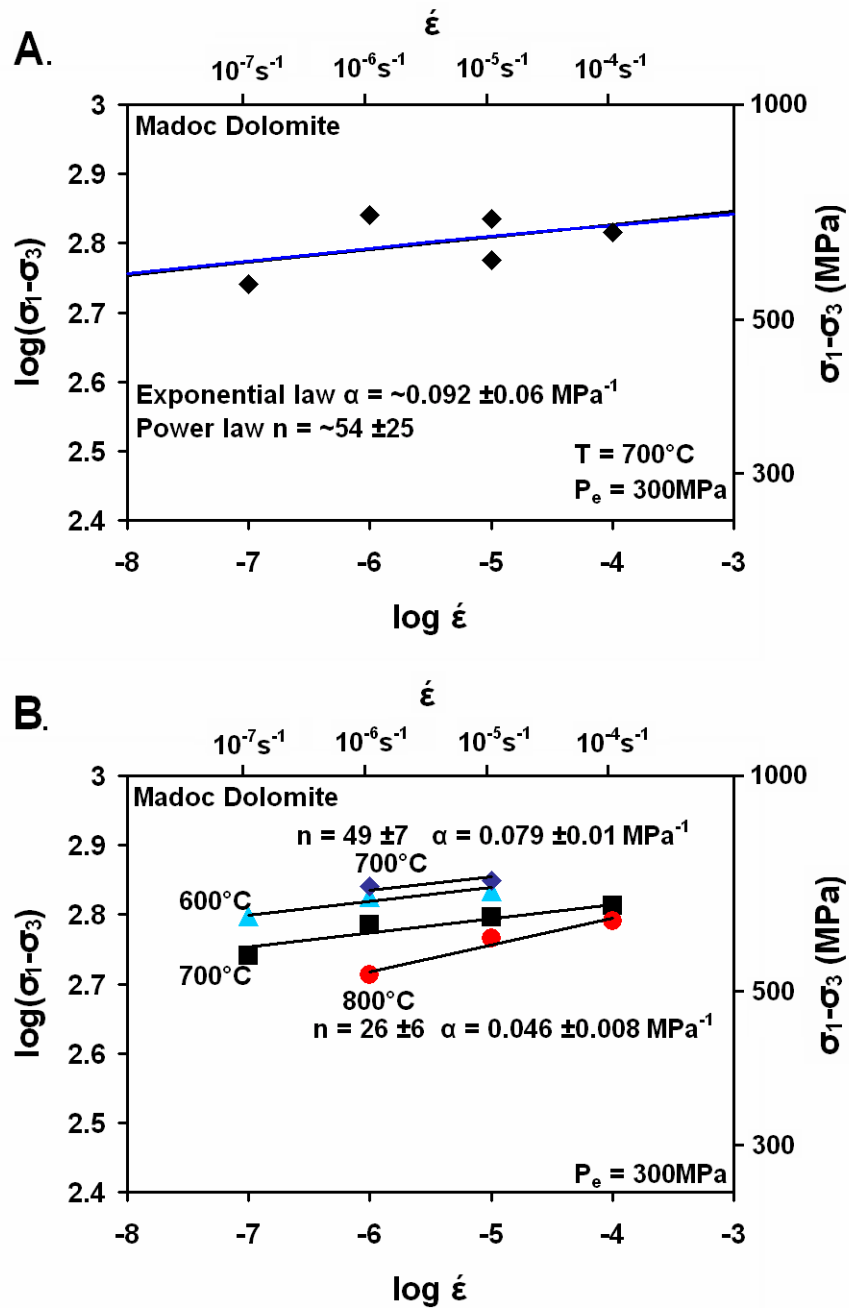 A.
έ
10⁻⁷s⁻¹ 10⁻⁶s⁻¹ 10⁻⁵s⁻¹ 10⁻⁴s⁻¹
Madoc Dolomite
3
2.9
2.8
2.7
2.6
2.5
2.4
log(σ₁-σ₃)
1000
500
300
σ₁-σ₃ (MPa)
Exponential law α = ~0.092 ±0.06 MPa⁻¹
Power law n = ~54 ±25
T = 700°C
Pₑ = 300MPa
-8 -7 -6 -5 -4 -3
log έ
B.
έ
10⁻⁷s⁻¹ 10⁻⁶s⁻¹ 10⁻⁵s⁻¹ 10⁻⁴s⁻¹
Madoc Dolomite
3
2.9
2.8
2.7
2.6
2.5
2.4
log(σ₁-σ₃)
1000
500
300
σ₁-σ₃ (MPa)
n = 49 ±7 α = 0.079 ±0.01 MPa⁻¹
700°C
600°C
700°C
800°C
n = 26 ±6 α = 0.046 ±0.008 MPa⁻¹
Pₑ = 300MPa
-8 -7 -6 -5 -4 -3
log έ